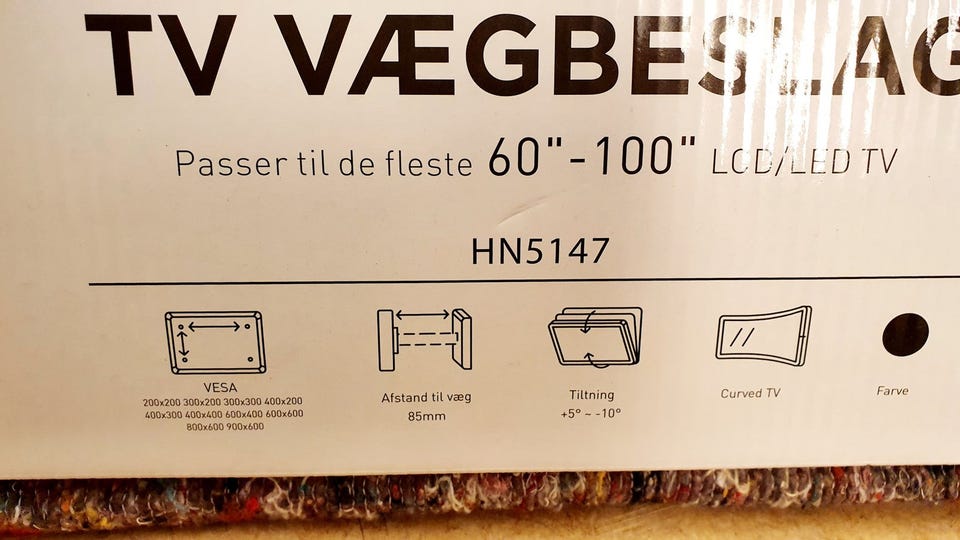 TV VÆGBESLAG
Passer til de fleste 60"-100" LCD/LED TV
HN5147
VESA
200x200 300x200 300x300 400x200
400x300 400x400 600x400 600x600
800x600 900x600
Afstand til væg
85mm
Tiltning
+5° ~ -10°
Curved TV
Farve